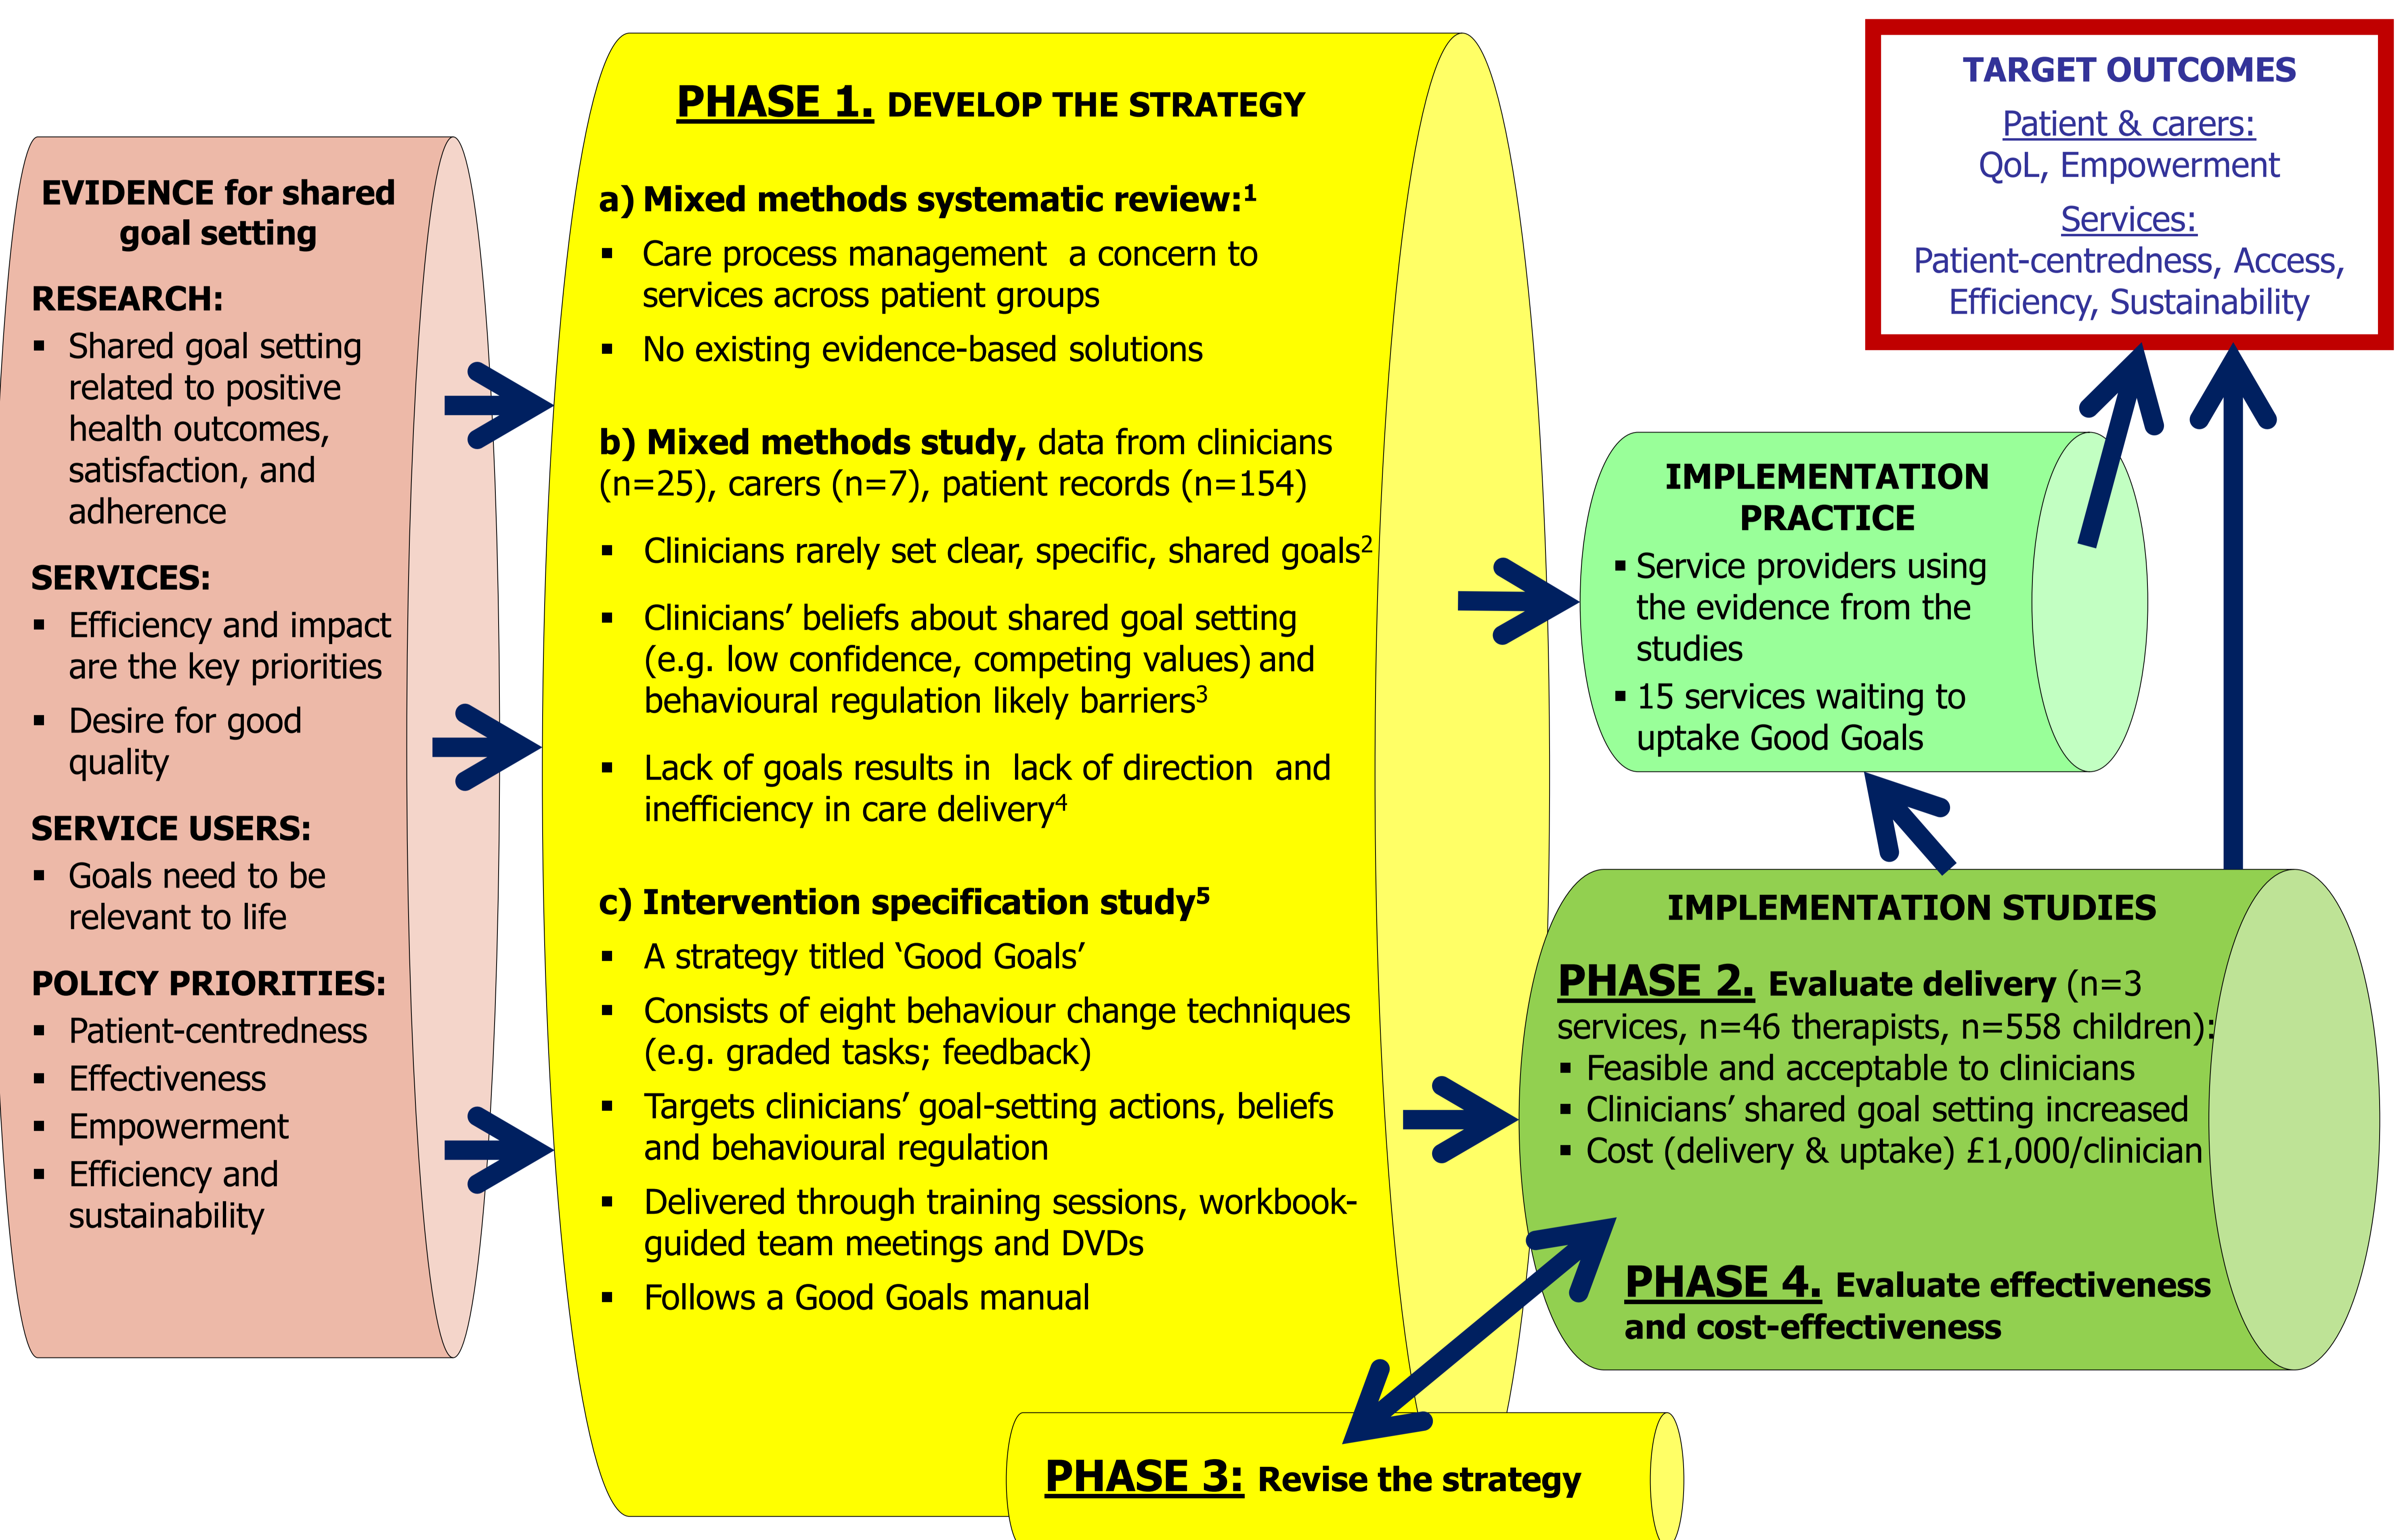 EVIDENCE for shared
goal setting
RESEARCH:
▪ Shared goal setting
related to positive
health outcomes,
satisfaction, and
adherence
SERVICES:
▪ Efficiency and impact
are the key priorities
▪ Desire for good
quality
SERVICE USERS:
▪ Goals need to be
relevant to life
POLICY PRIORITIES:
▪ Patient-centredness
▪ Effectiveness
▪ Empowerment
▪ Efficiency and
sustainability
PHASE 1. DEVELOP THE STRATEGY
a) Mixed methods systematic review:¹
▪ Care process management a concern to
services across patient groups
▪ No existing evidence-based solutions
b) Mixed methods study, data from clinicians
(n=25), carers (n=7), patient records (n=154)
▪ Clinicians rarely set clear, specific, shared goals²
▪ Clinicians’ beliefs about shared goal setting
(e.g. low confidence, competing values) and
behavioural regulation likely barriers³
▪ Lack of goals results in lack of direction and
inefficiency in care delivery⁴
c) Intervention specification study⁵
▪ A strategy titled ‘Good Goals’
▪ Consists of eight behaviour change techniques
(e.g. graded tasks; feedback)
▪ Targets clinicians’ goal-setting actions, beliefs
and behavioural regulation
▪ Delivered through training sessions, workbook-
guided team meetings and DVDs
▪ Follows a Good Goals manual
PHASE 3: Revise the strategy
TARGET OUTCOMES
Patient & carers:
QoL, Empowerment
Services:
Patient-centredness, Access,
Efficiency, Sustainability
IMPLEMENTATION
PRACTICE
▪ Service providers using
the evidence from the
studies
▪ 15 services waiting to
uptake Good Goals
IMPLEMENTATION STUDIES
PHASE 2. Evaluate delivery (n=3
services, n=46 therapists, n=558 children):
▪ Feasible and acceptable to clinicians
▪ Clinicians’ shared goal setting increased
▪ Cost (delivery & uptake) £1,000/clinician
PHASE 4. Evaluate effectiveness
and cost-effectiveness